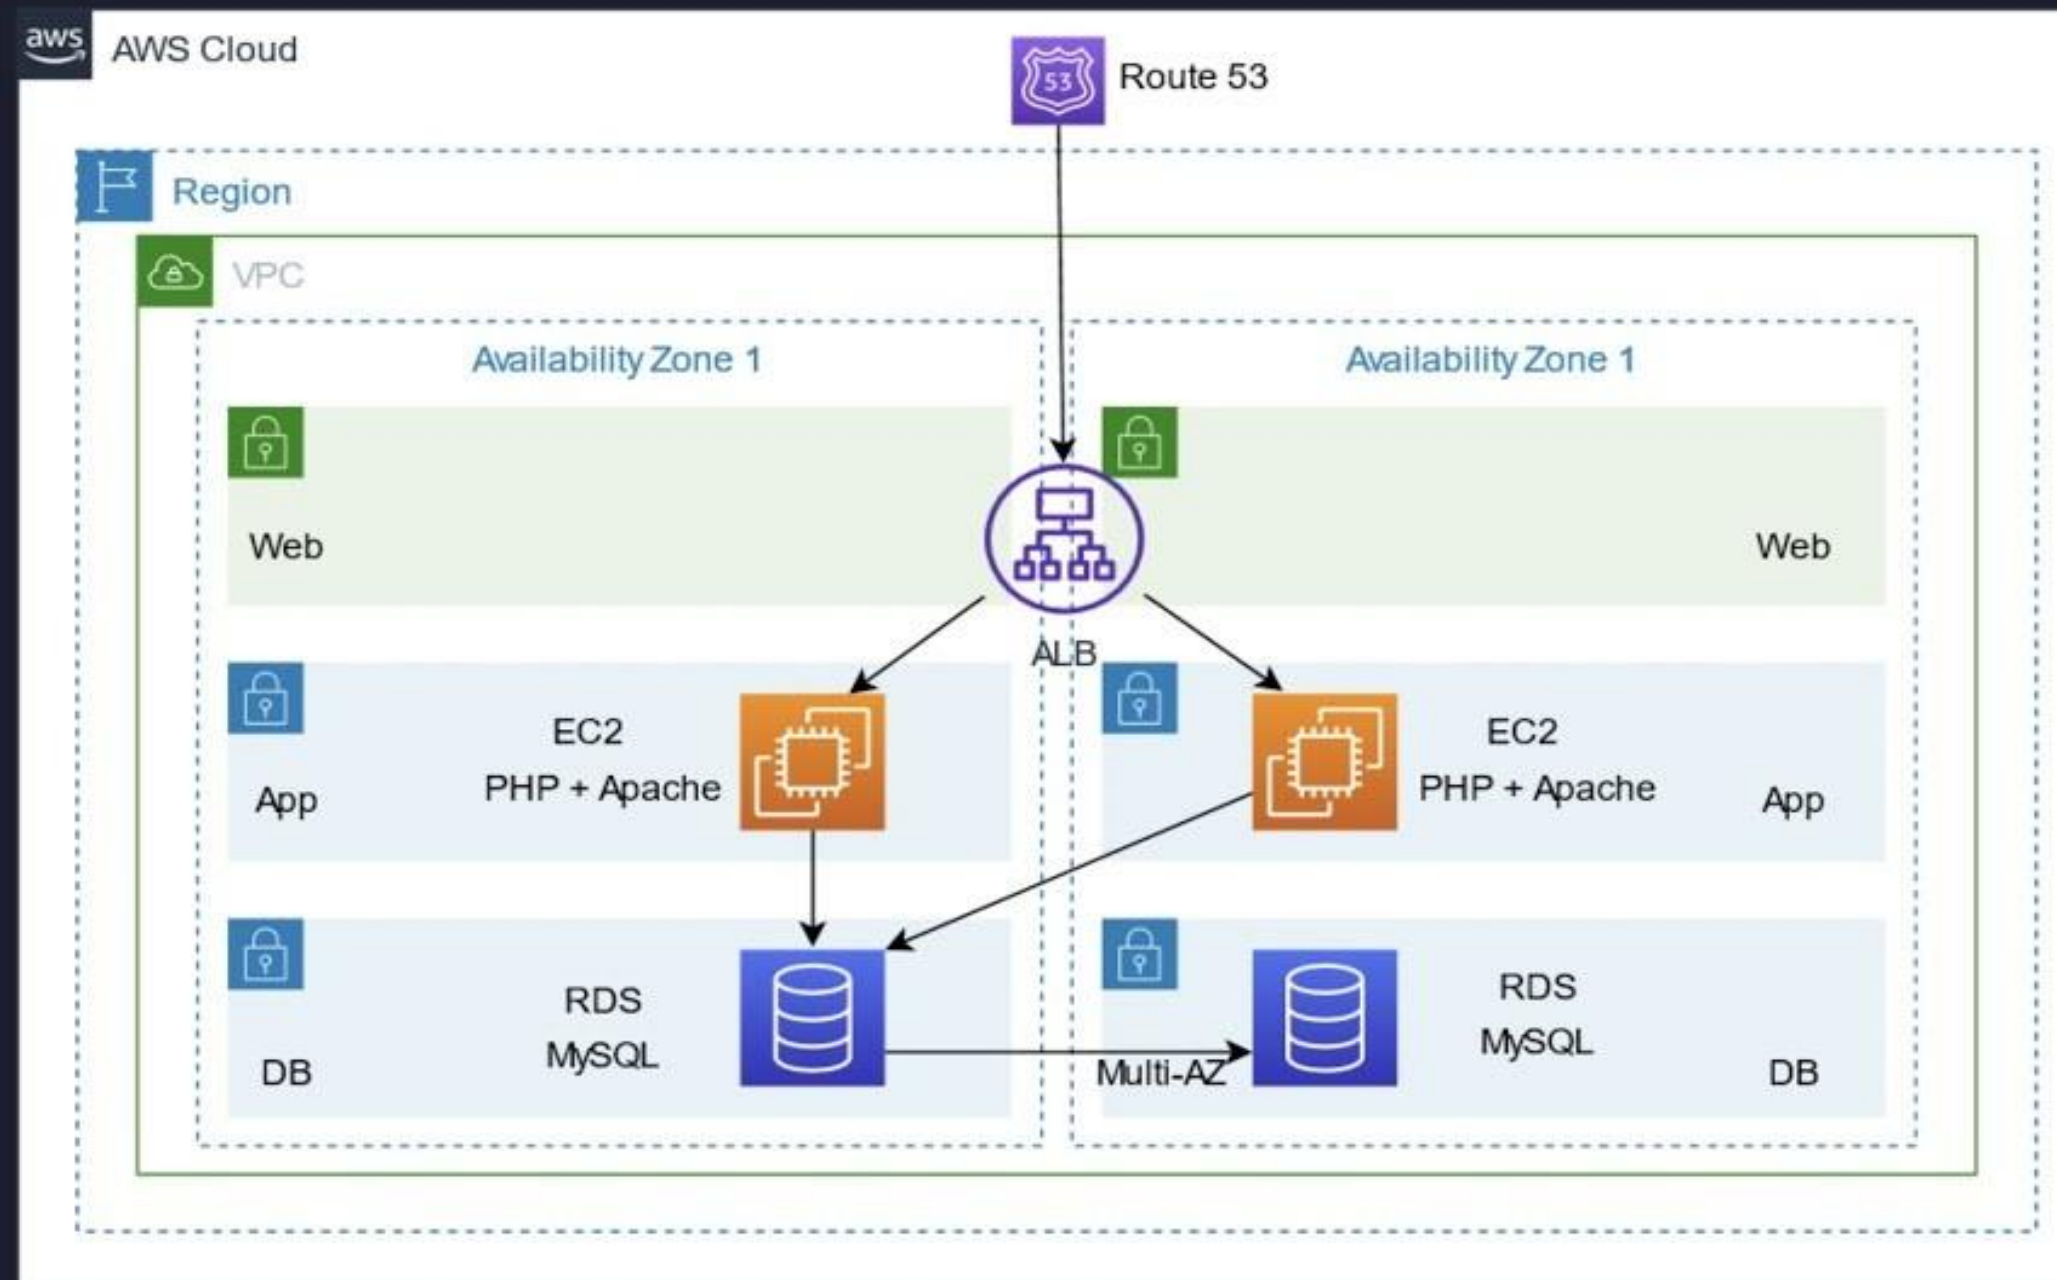 aws
AWS Cloud
53
Route 53
Region
VPC
Availability Zone 1
Availability Zone 1
Web
Web
ALB
EC2
PHP + Apache
App
EC2
PHP + Apache
App
RDS
MySQL
DB
Multi-AZ
RDS
MySQL
DB